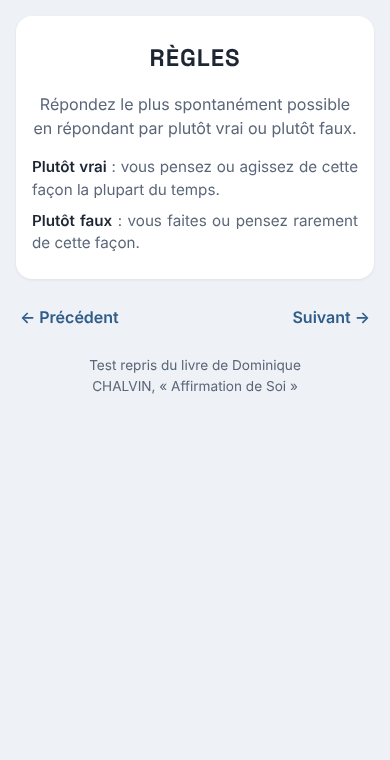 RÈGLES
Répondez le plus spontanément possible
en répondant par plutôt vrai ou plutôt faux.
Plutôt vrai : vous pensez ou agissez de cette
façon la plupart du temps.
Plutôt faux : vous faites ou pensez rarement
de cette façon.
← Précédent
Suivant →
Test repris du livre de Dominique
CHALVIN, « Affirmation de Soi »